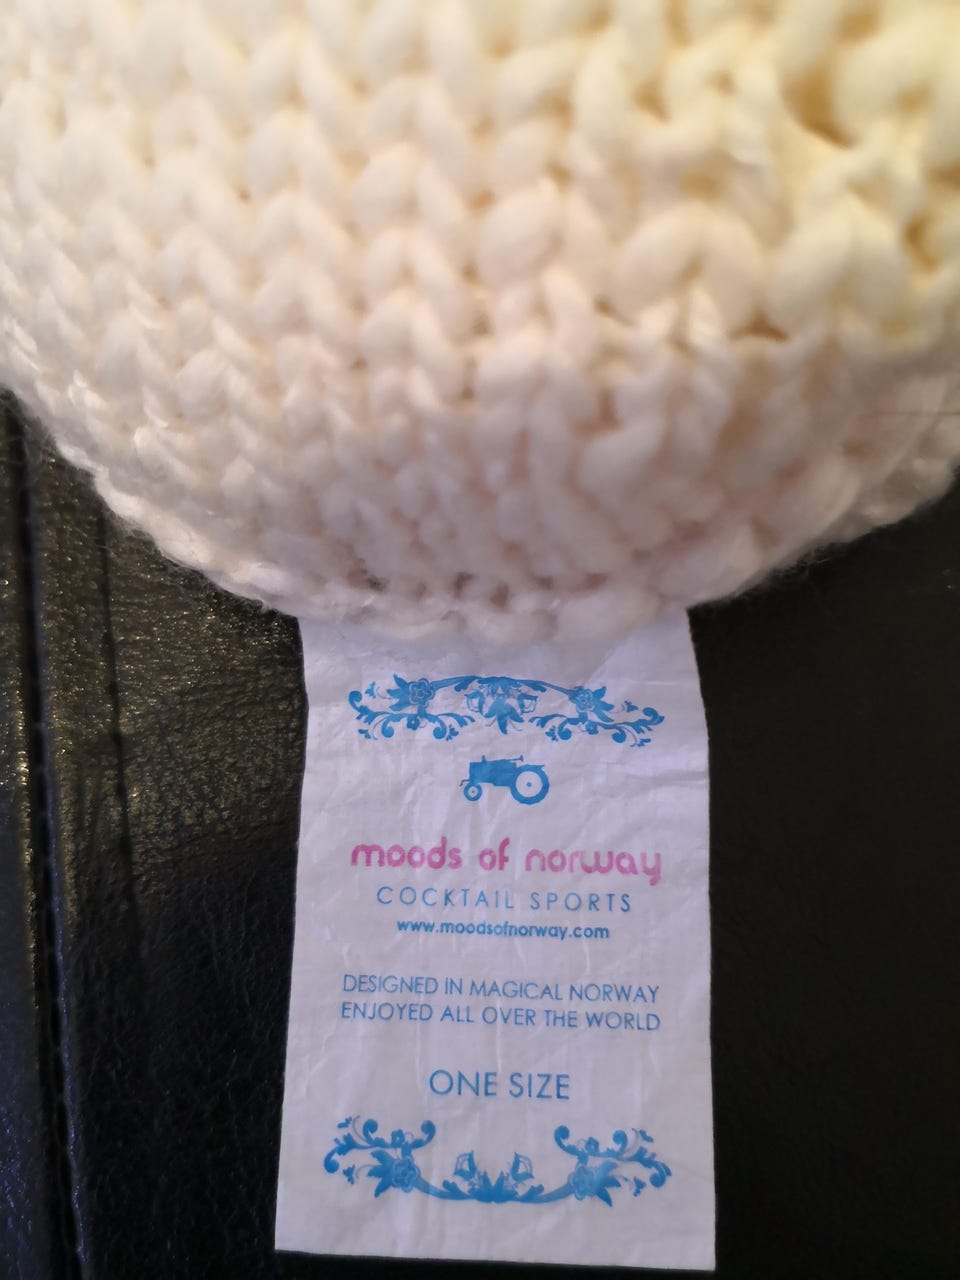 moods of norway
COCKTAIL SPORTS
www.moodsofnorway.com
DESIGNED IN MAGICAL NORWAY
ENJOYED ALL OVER THE WORLD
ONE SIZE